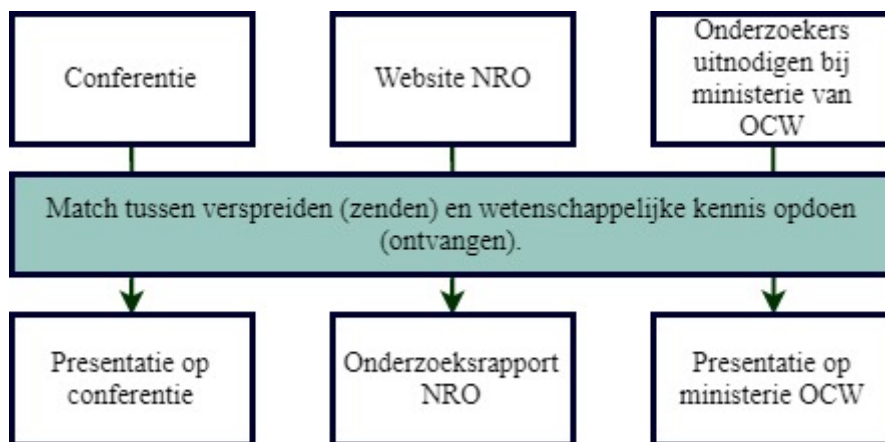 Conferentie
Website NRO
Onderzoekers
uitnodigen bij
ministerie van
OCW
Match tussen verspreiden (zenden) en wetenschappelijke kennis opdoen
(ontvangen).
Presentatie op
conferentie
Onderzoeksrapport
NRO
Presentatie op
ministerie OCW